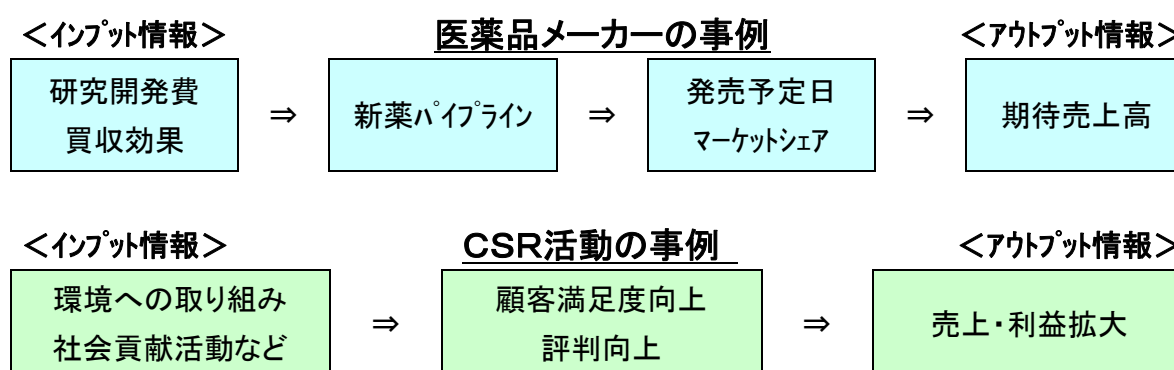 ＜ｲﾝﾌﾟｯﾄ情報＞ 医薬品メーカーの事例 ＜ｱｳﾄﾌﾟｯﾄ情報＞
研究開発費
買収効果
⇒
新薬ﾊﾟｲﾌﾟﾗｲﾝ
⇒
発売予定日
ﾏｰｹｯﾄｼｪｱ
⇒
期待売上高
＜ｲﾝﾌﾟｯﾄ情報＞ ＣＳＲ活動の事例 ＜ｱｳﾄﾌﾟｯﾄ情報＞
環境への取り組み
社会貢献活動など
⇒
顧客満足度向上
評判向上
⇒
売上・利益拡大